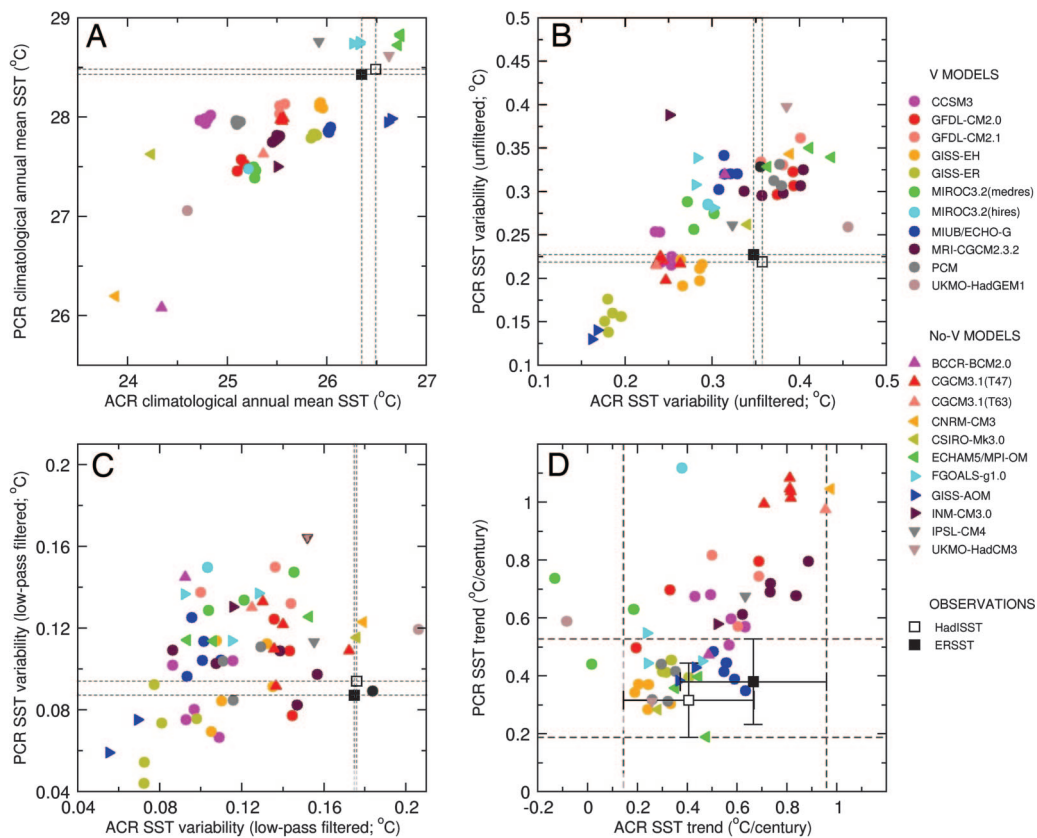 A
PCR climatological annual mean SST (°C)
29
28
27
26
24
25
26
27
ACR climatological annual mean SST (°C)
B
PCR SST variability (unfiltered; °C)
0.5
0.45
0.4
0.35
0.3
0.25
0.2
0.15
0.1
0.1
0.2
0.3
0.4
0.5
ACR SST variability (unfiltered; °C)
C
PCR SST variability (low-pass filtered; °C)
0.2
0.16
0.12
0.08
0.04
0.04
0.08
0.12
0.16
0.2
ACR SST variability (low-pass filtered; °C)
D
PCR SST trend (°C/century)
1
0.8
0.6
0.4
0.2
0
-0.2
0
0.2
0.4
0.6
0.8
1
ACR SST trend (°C/century)
V MODELS
CCSM3
GFDL-CM2.0
GFDL-CM2.1
GISS-EH
GISS-ER
MIROC3.2(medres)
MIROC3.2(hires)
MIUB/ECHO-G
MRI-CGCM2.3.2
PCM
UKMO-HadGEM1
No-V MODELS
BCCR-BCM2.0
CGCM3.1(T47)
CGCM3.1(T63)
CNRM-CM3
CSIRO-Mk3.0
ECHAM5/MPI-OM
FGOALS-g1.0
GISS-AOM
INM-CM3.0
IPSL-CM4
UKMO-HadCM3
OBSERVATIONS
HadISST
ERSST